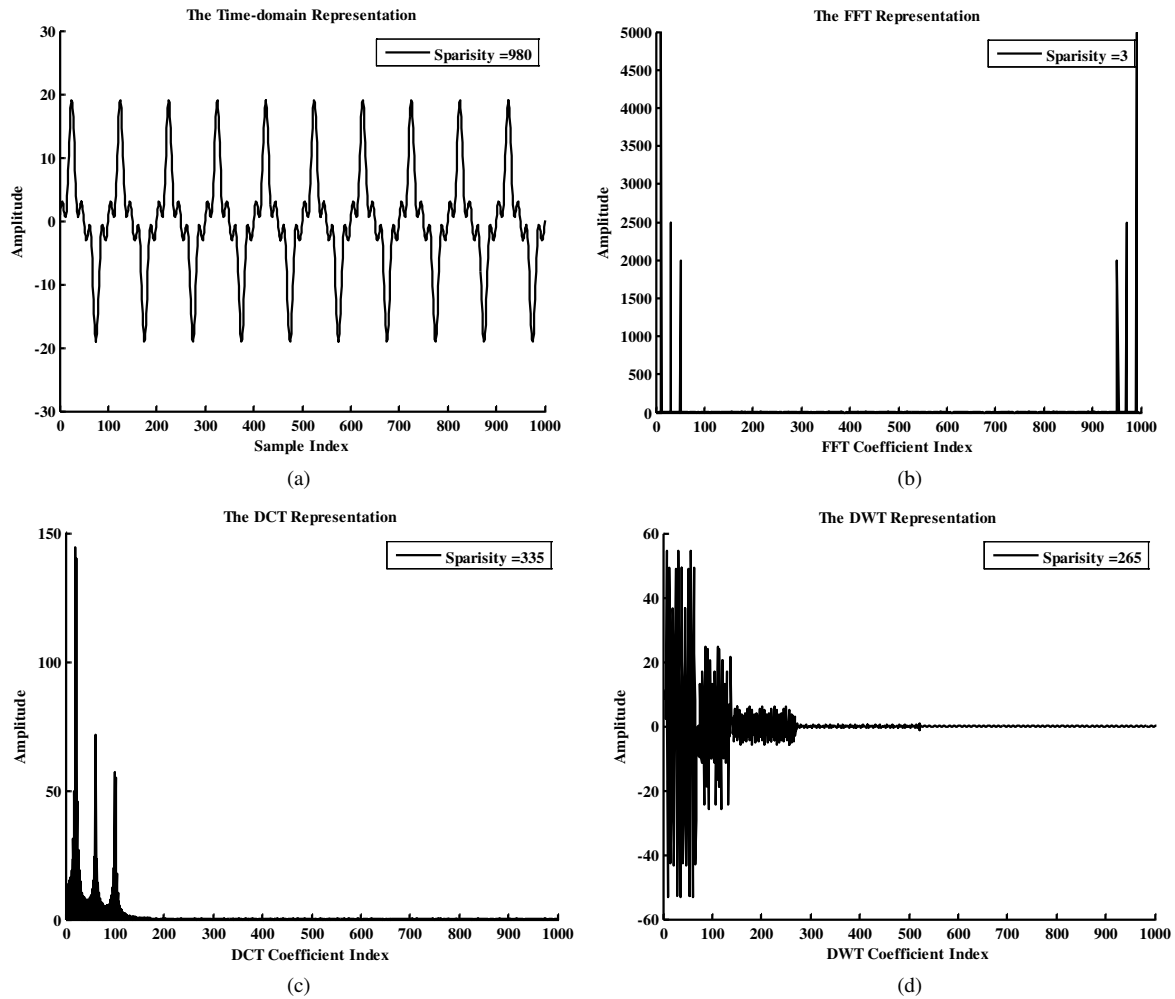 The Time-domain Representation
Sparisity =980
30
20
10
0
-10
-20
-30
Amplitude
0 100 200 300 400 500 600 700 800 900 1000
Sample Index
(a)
The FFT Representation
Sparisity =3
5000
4500
4000
3500
3000
2500
2000
1500
1000
500
0
Amplitude
0 100 200 300 400 500 600 700 800 900 1000
FFT Coefficient Index
(b)
The DCT Representation
Sparisity =335
150
100
50
0
Amplitude
0 100 200 300 400 500 600 700 800 900 1000
DCT Coefficient Index
(c)
The DWT Representation
Sparisity =265
60
40
20
0
-20
-40
-60
Amplitude
0 100 200 300 400 500 600 700 800 900 1000
DWT Coefficient Index
(d)